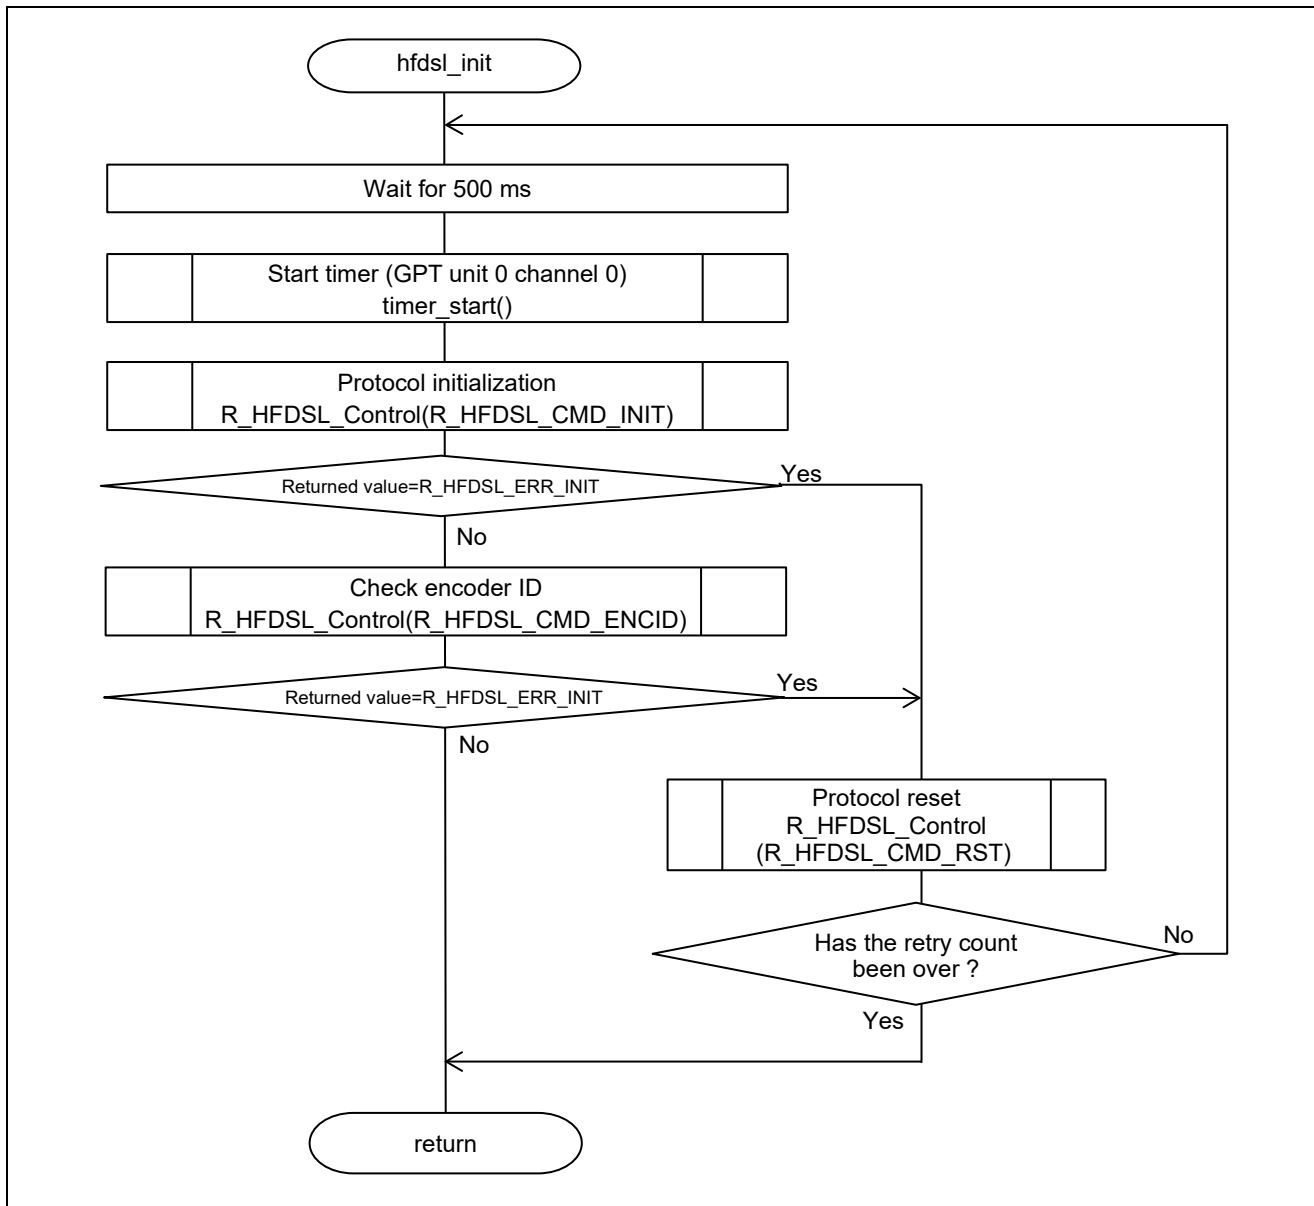 hfdsl_init
Wait for 500 ms
Start timer (GPT unit 0 channel 0)
timer_start()
Protocol initialization
R_HFDSL_Control(R_HFDSL_CMD_INIT)
Yes
Returned value=R_HFDSL_ERR_INIT
No
Check encoder ID
R_HFDSL_Control(R_HFDSL_CMD_ENCID)
Yes
Returned value=R_HFDSL_ERR_INIT
No
Protocol reset
R_HFDSL_Control
(R_HFDSL_CMD_RST)
No
Has the retry count
been over ?
Yes
return